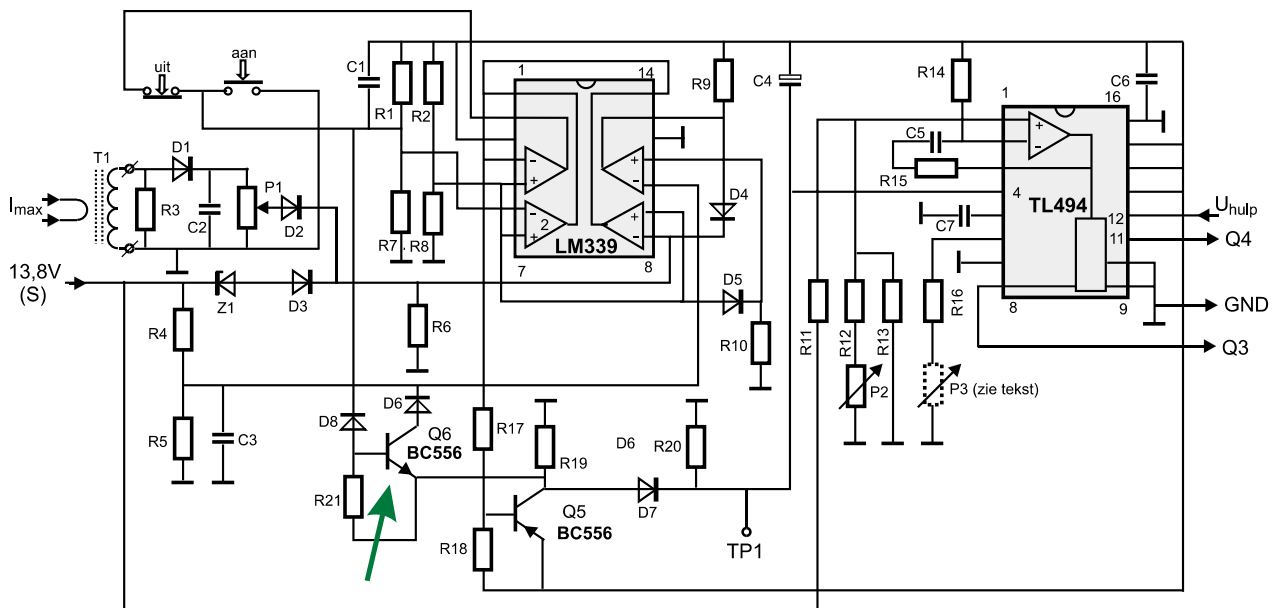 uit
aan
C1
R1
R2
1
14
R9
C4
R14
C6
1
16
T1
D1
P1
R3
C2
D2
I max
-
+
-
2
+
+
-
+
-
LM339
7
8
R7
R8
D4
C5
+
-
R15
4
TL494
12
11
C7
U hulp
Q4
13,8V
(S)
Z1
D3
R6
D5
R10
R11
R12
R13
R16
8
9
GND
Q3
R4
R5
C3
D8
D6
Q6
BC556
R17
R19
D6
R20
P2
P3 (zie tekst)
R21
R18
Q5
BC556
D7
TP1